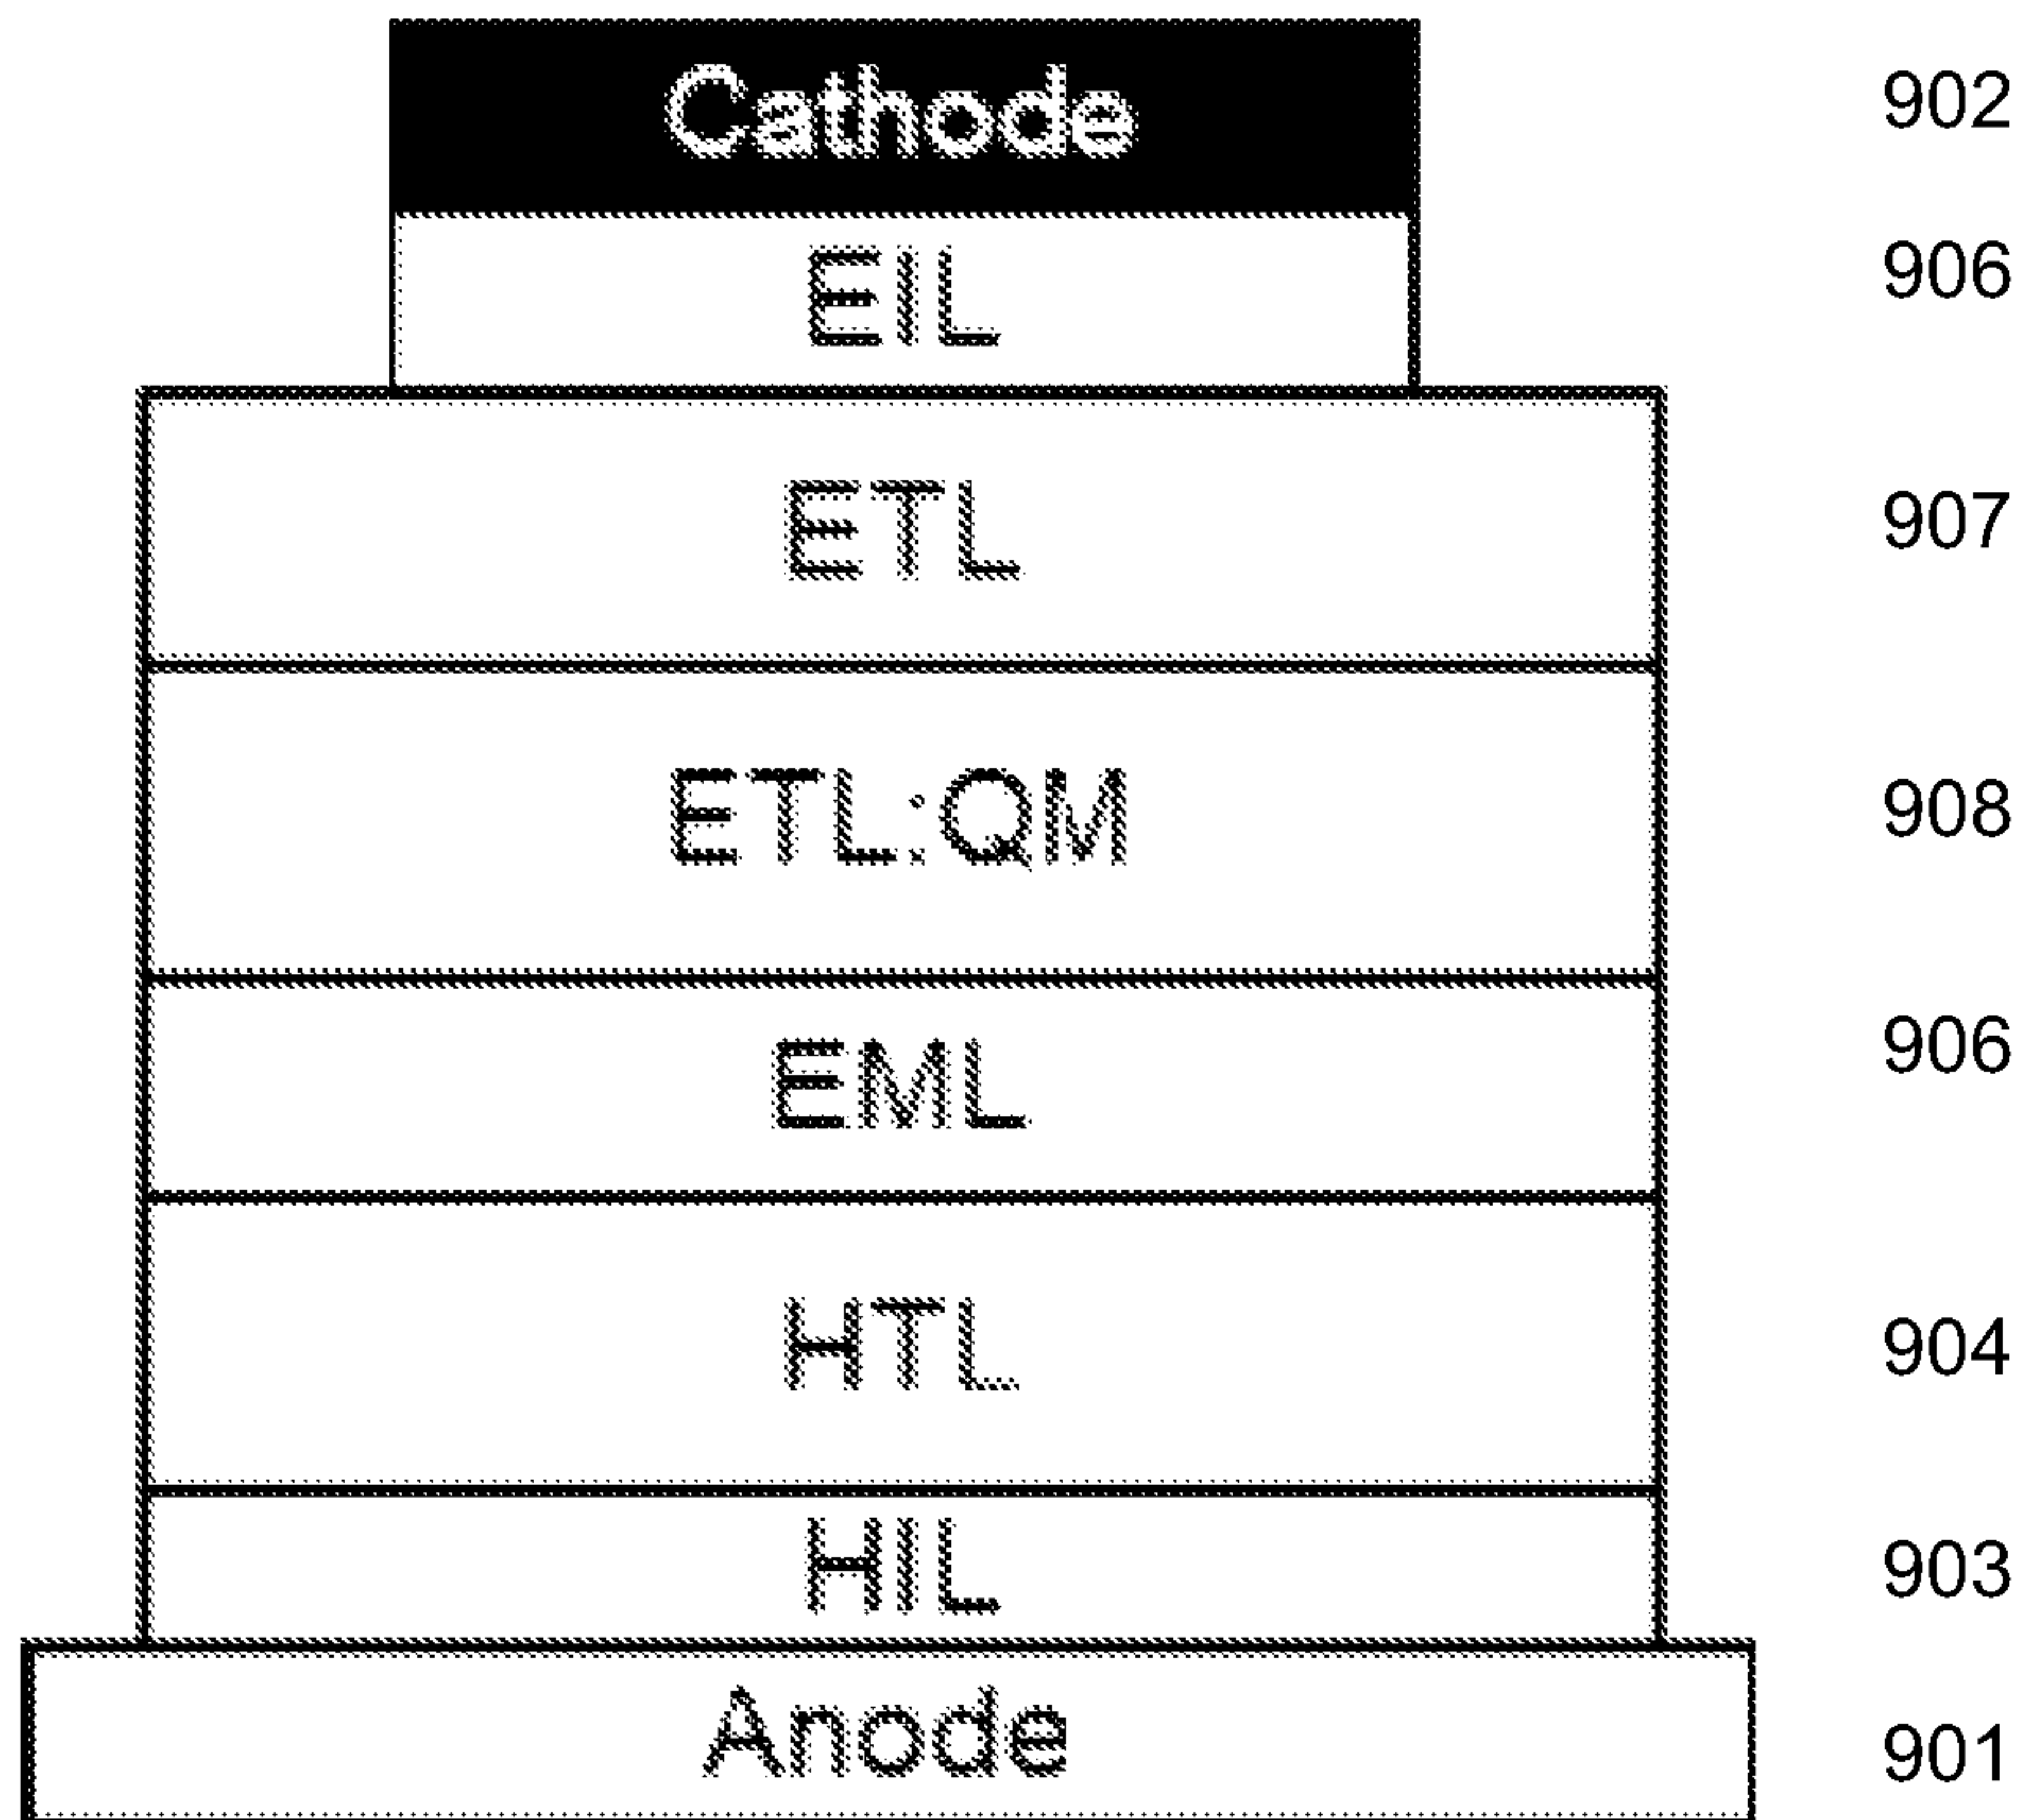 Cathode 902
EIL 906
ETL 907
ETL:QM 908
EML 906
HTL 904
HIL 903
Anode 901